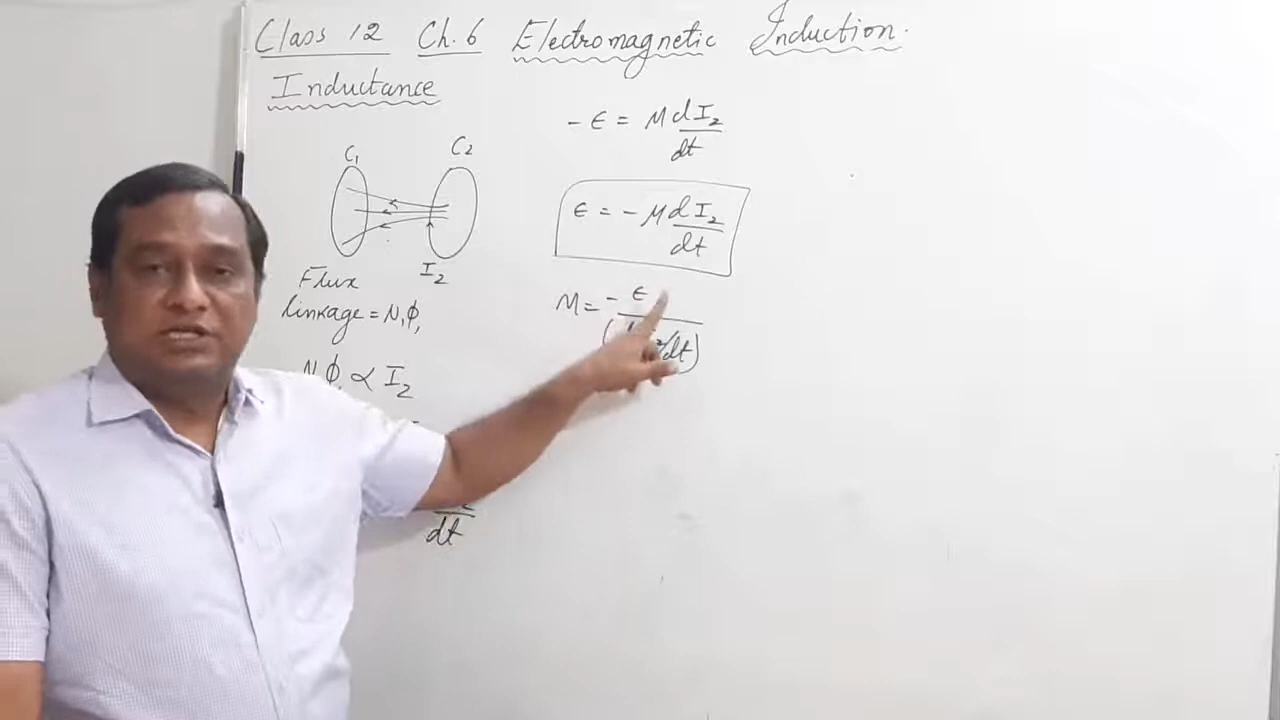 Class 12 Ch. 6 Electromagnetic Induction.
Inductance
C1 C2
I2
Flux
linkage = N1ϕ1
ϕ ∝ I2
dt
- ε = M dI2/dt
ε = - M dI2/dt
M = - ε / ( /dt)